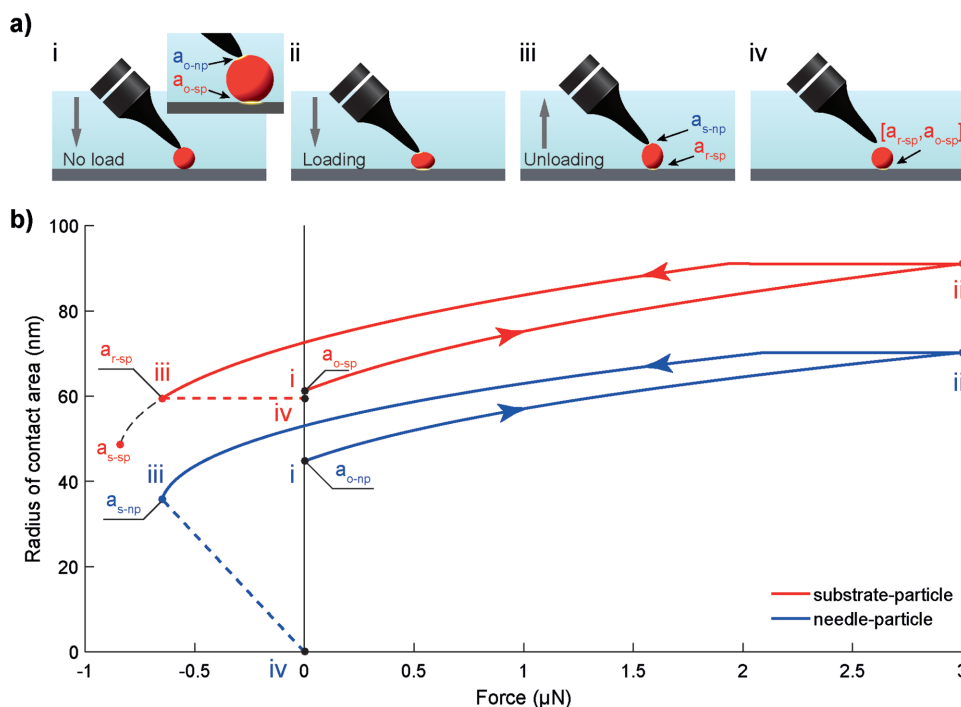 a)
i
ii
iii
iv
a_o-np
a_o-sp
No load
Loading
Unloading
a_s-np
a_r-sp
[a_r-sp,a_o-sp]
b)
Radius of contact area (nm)
100
80
60
40
20
0
a_r-sp
iii
a_s-sp
iii
a_s-np
i
a_o-sp
iv
i
a_o-np
iv
ii
ii
substrate-particle
needle-particle
-1
-0.5
0
0.5
1
1.5
2
2.5
3
Force (µN)